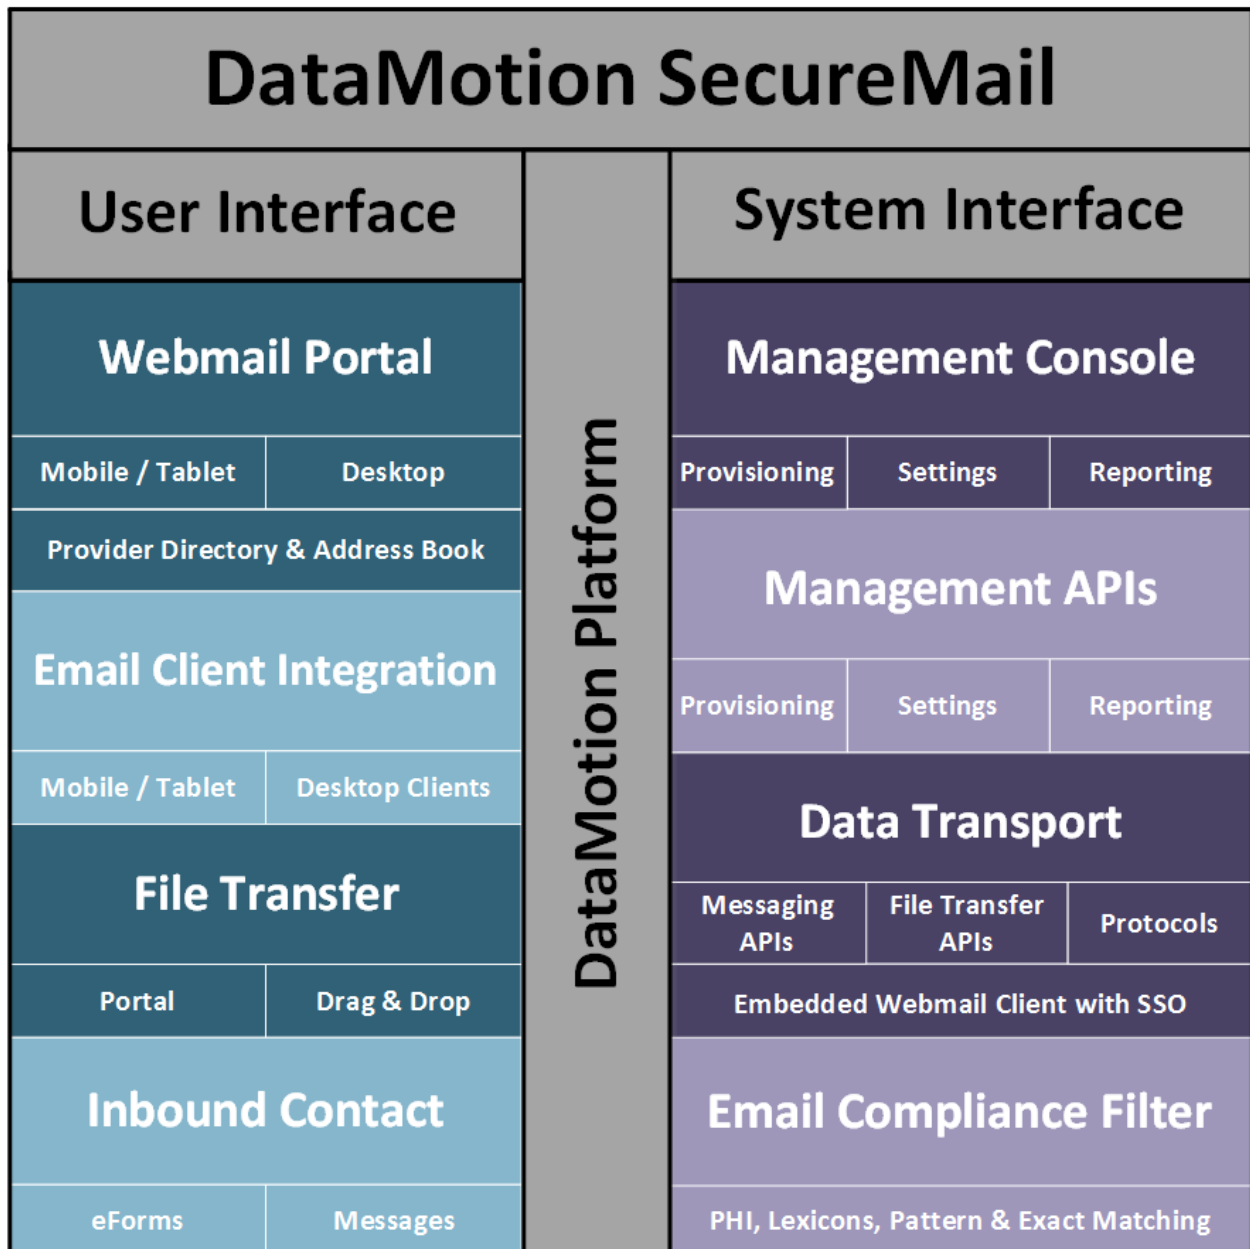 DataMotion SecureMail
User Interface
Webmail Portal
Mobile / Tablet
Desktop
Provider Directory & Address Book
Email Client Integration
Mobile / Tablet
Desktop Clients
File Transfer
Portal
Drag & Drop
Inbound Contact
eForms
Messages
DataMotion Platform
System Interface
Management Console
Provisioning
Settings
Reporting
Management APIs
Provisioning
Settings
Reporting
Data Transport
Messaging
APIs
File Transfer
APIs
Protocols
Embedded Webmail Client with SSO
Email Compliance Filter
PHI, Lexicons, Pattern & Exact Matching